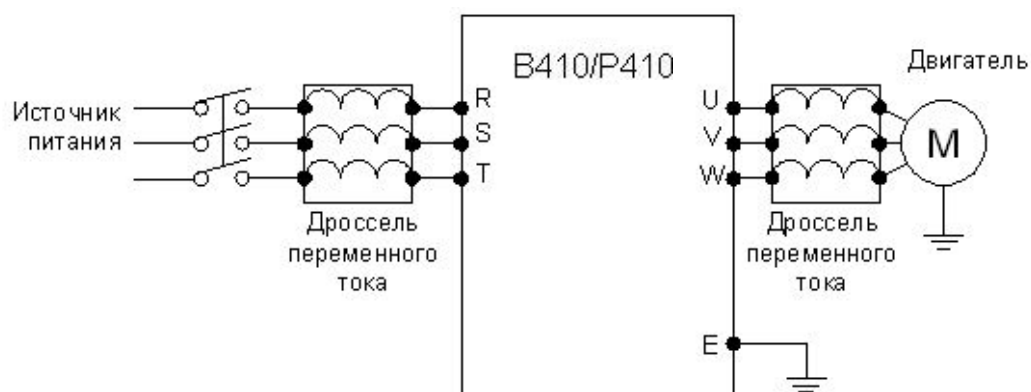 B410/P410
Двигатель
Источник
питания
R
S
T
U
V
W
M
Дроссель
переменного
тока
Дроссель
переменного
тока
E